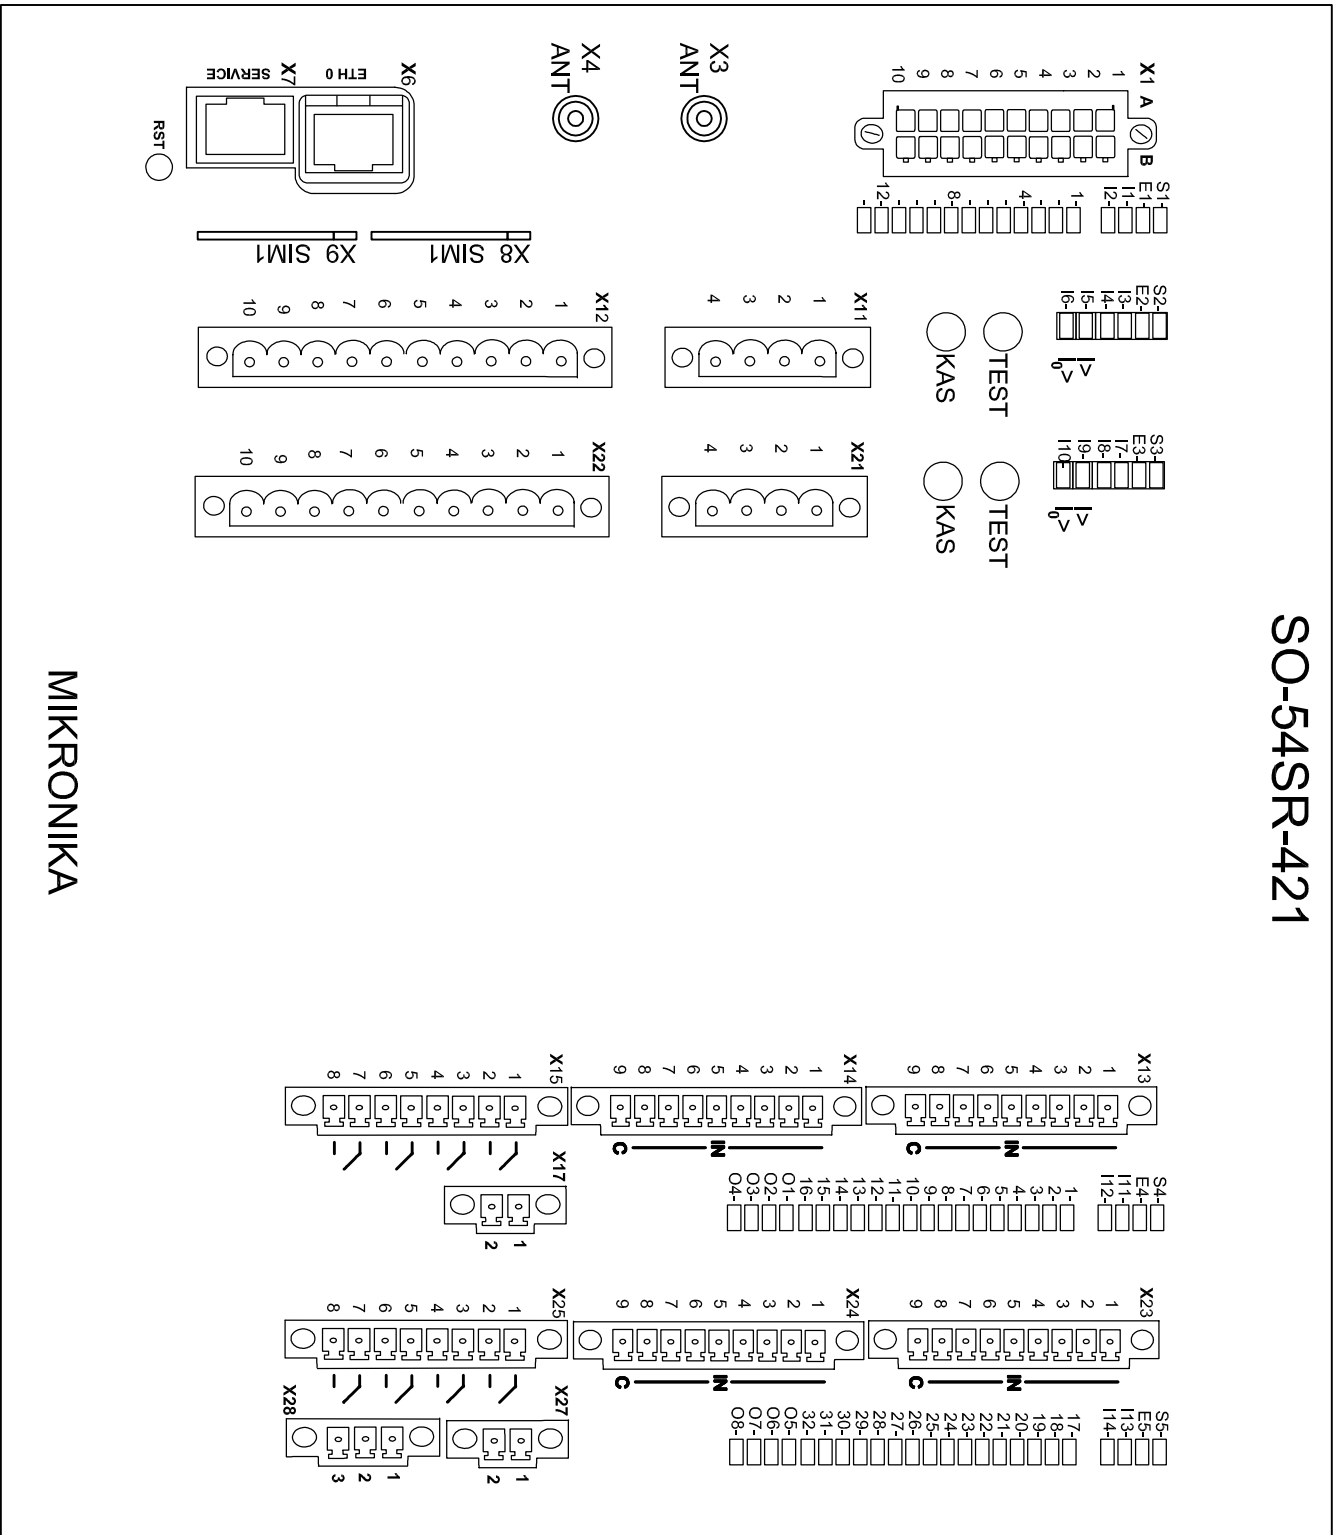 SO-54SR-421
X1 A
B
1 2 3 4 5 6 7 8 9 10
S1-
E1-
I1-
I2-
1-
-
-
4-
-
-
-
8-
-
-
-
12-
-
X3
ANT
X4
ANT
X6
ETH 0
X7
SERVICE
RST
X8 SIM1
X9 SIM1
S2-
E2-
I3-
I4-
I5-
I6-
I>
I0>
TEST
KAS
X11
1 2 3 4
X12
1 2 3 4 5 6 7 8 9 10
S3-
E3-
I7-
I8-
I9-
I10-
I>
I0>
TEST
KAS
X21
1 2 3 4
X22
1 2 3 4 5 6 7 8 9 10
MIKRONIKA
X13
1 2 3 4 5 6 7 8 9
IN C
X14
1 2 3 4 5 6 7 8 9
IN C
X15
1 2 3 4 5 6 7 8
X17
1 2
S4-
E4-
I11-
I12-
1-
2-
3-
4-
5-
6-
7-
8-
9-
10-
11-
12-
13-
14-
15-
16-
O1-
O2-
O3-
O4-
X23
1 2 3 4 5 6 7 8 9
IN C
X24
1 2 3 4 5 6 7 8 9
IN C
X25
1 2 3 4 5 6 7 8
X27
1 2
X28
1 2 3
S5-
E5-
I13-
I14-
17-
18-
19-
20-
21-
22-
23-
24-
25-
26-
27-
28-
29-
30-
31-
32-
O5-
O6-
O7-
O8-